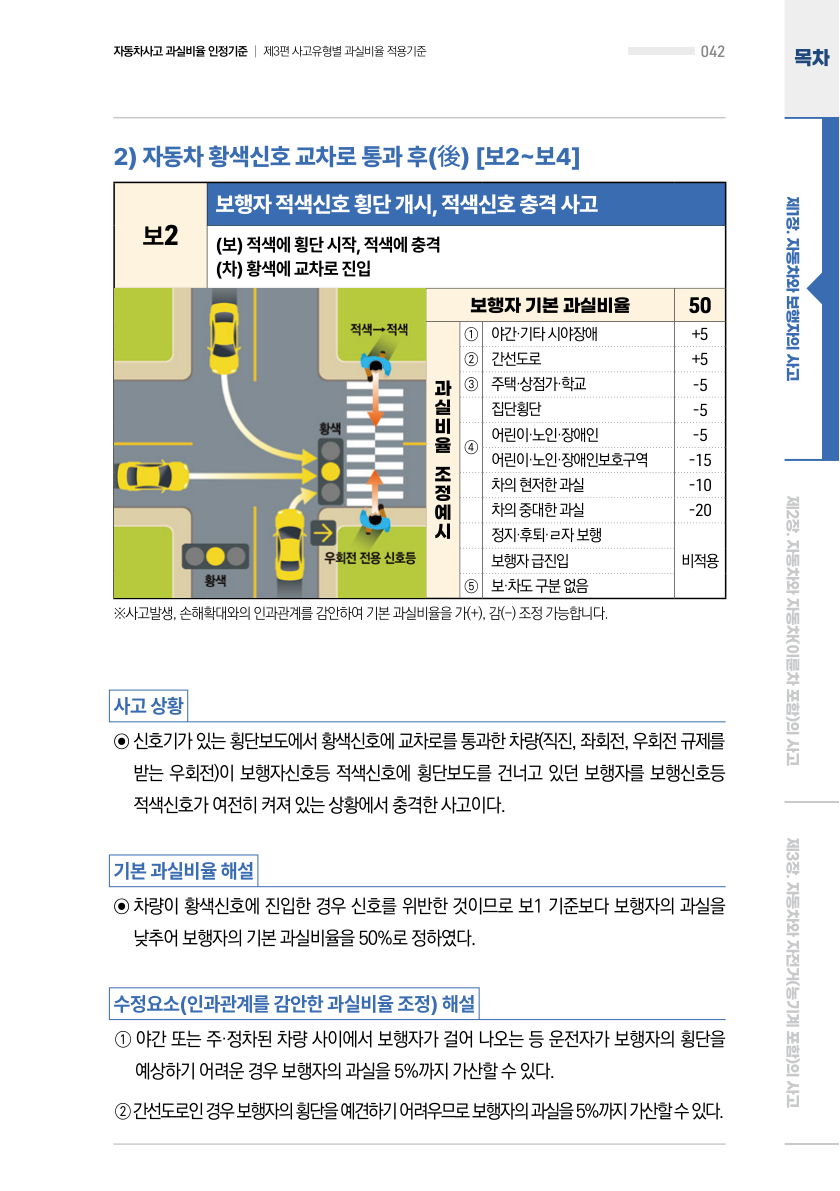 자동차사고 과실비율 인정기준 | 제3편 사고유형별 과실비율 적용기준
042
목차
2) 자동차 황색신호 교차로 통과 후(後) [보2~보4]
보2
보행자 적색신호 횡단 개시, 적색신호 충격 사고
(보) 적색에 횡단 시작, 적색에 충격
(차) 황색에 교차로 진입
적색→적색
황색
우회전 전용 신호등
황색
보행자 기본 과실비율 50
과실비율 조정예시
① 야간·기타 시야장애 +5
② 간선도로 +5
③ 주택·상점가·학교 -5
집단횡단 -5
④ 어린이·노인·장애인 -5
어린이·노인·장애인보호구역 -15
차의 현저한 과실 -10
차의 중대한 과실 -20
정지·후퇴·ㄹ자 보행
보행자 급진입 비적용
⑤ 보·차도 구분 없음
※사고발생, 손해확대와의 인과관계를 감안하여 기본 과실비율을 가(+), 감(-) 조정 가능합니다.
사고 상황
◉ 신호기가 있는 횡단보도에서 황색신호에 교차로를 통과한 차량(직진, 좌회전, 우회전 규제를
받는 우회전)이 보행자신호등 적색신호에 횡단보도를 건너고 있던 보행자를 보행신호등
적색신호가 여전히 켜져 있는 상황에서 충격한 사고이다.
기본 과실비율 해설
◉ 차량이 황색신호에 진입한 경우 신호를 위반한 것이므로 보1 기준보다 보행자의 과실을
낮추어 보행자의 기본 과실비율을 50%로 정하였다.
수정요소(인과관계를 감안한 과실비율 조정) 해설
① 야간 또는 주·정차된 차량 사이에서 보행자가 걸어 나오는 등 운전자가 보행자의 횡단을
예상하기 어려운 경우 보행자의 과실을 5%까지 가산할 수 있다.
② 간선도로인 경우 보행자의 횡단을 예견하기 어려우므로 보행자의 과실을 5%까지 가산할 수 있다.
제1장. 자동차와 보행자의 사고
제2장. 자동차와 자동차(이륜차 포함)의 사고
제3장. 자동차와 자전거(농기계 포함)의 사고